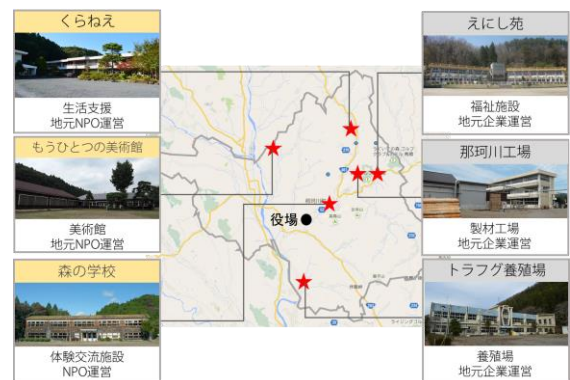 くらねえ
生活支援
地元NPO運営
もうひとつの美術館
美術館
地元NPO運営
森の学校
体験交流施設
NPO運営
役場
えにし苑
福祉施設
地元企業運営
那珂川工場
製材工場
地元企業運営
トラフグ養殖場
養殖場
地元企業運営